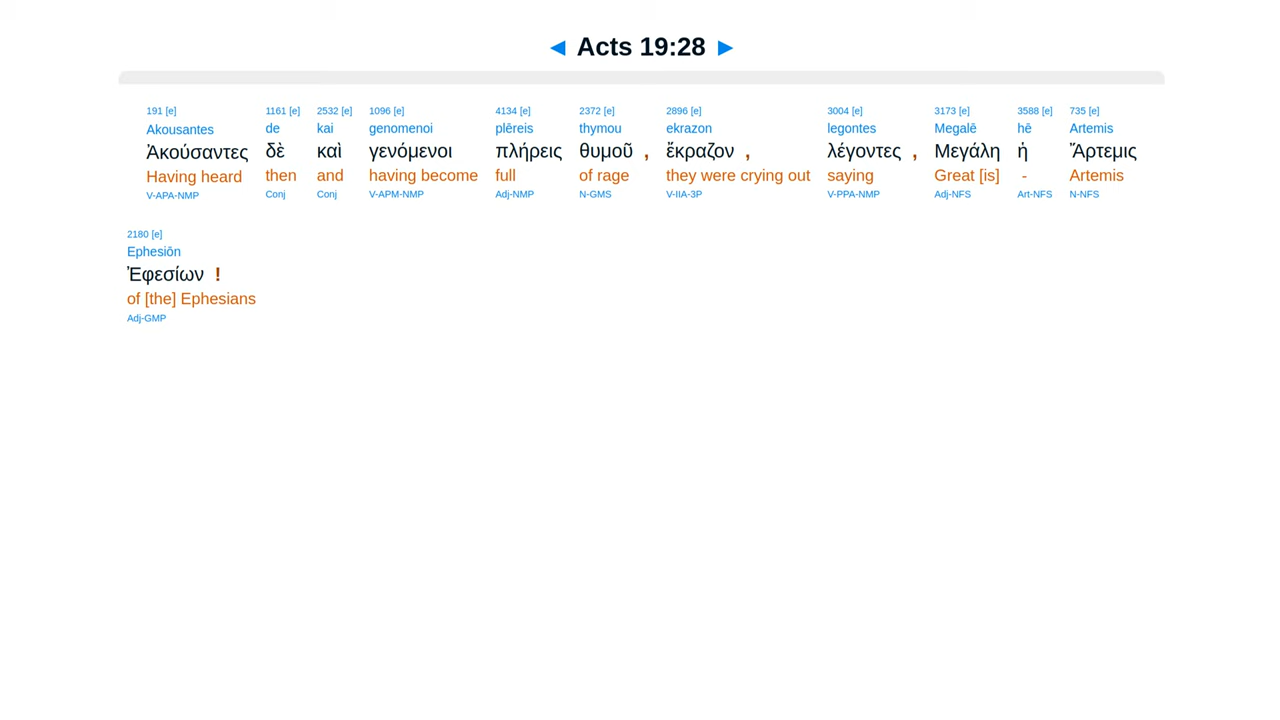 ◄ Acts 19:28 ►
191 [e] 1161 [e] 2532 [e] 1096 [e] 4134 [e] 2372 [e] 2896 [e] 3004 [e] 3173 [e] 3588 [e] 735 [e]
Akousantes de kai genomenoi plēreis thymou ekrazon legontes Megalē hē Artemis
Ἀκούσαντες δὲ καὶ γενόμενοι πλήρεις θυμοῦ , ἔκραζον , λέγοντες , Μεγάλη ἡ Ἄρτεμις
Having heard then and having become full of rage they were crying out saying Great [is] - Artemis
V-APA-NMP Conj Conj V-APM-NMP Adj-NMP N-GMS V-IIA-3P V-PPA-NMP Adj-NFS Art-NFS N-NFS
2180 [e]
Ephesiōn
Ἐφεσίων !
of [the] Ephesians
Adj-GMP